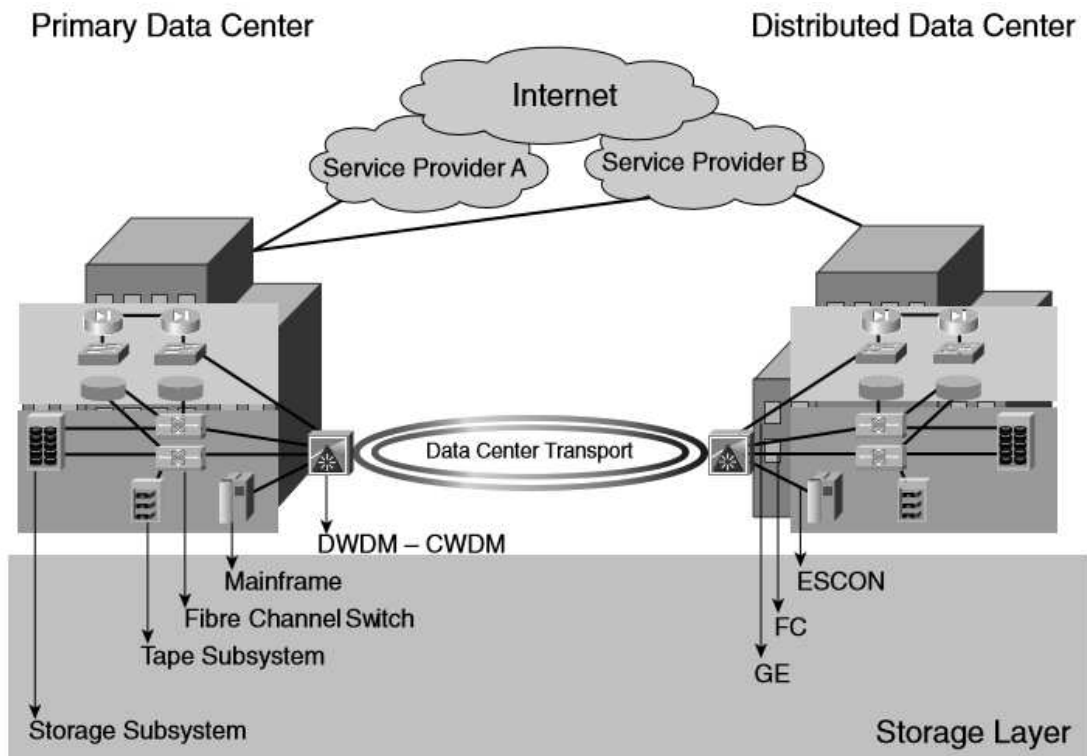 Primary Data Center
Distributed Data Center
Internet
Service Provider A
Service Provider B
Data Center Transport
DWDM – CWDM
Mainframe
ESCON
Fibre Channel Switch
FC
Tape Subsystem
GE
Storage Subsystem
Storage Layer